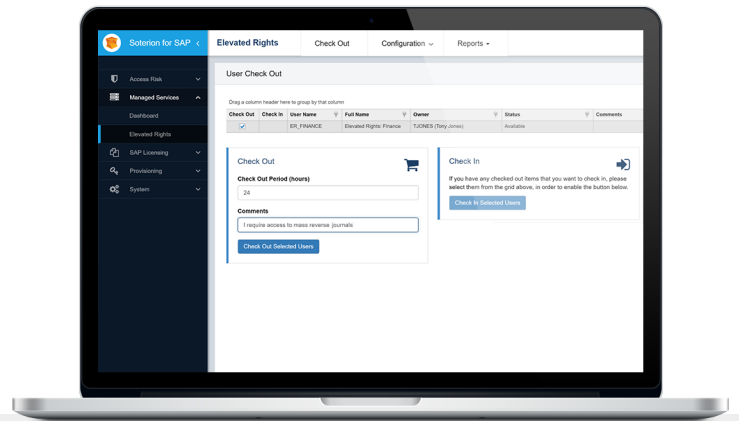 Soterion for SAP
Elevated Rights
Check Out
Configuration
Reports
Access Risk
Managed Services
Dashboard
Elevated Rights
SAP Licensing
Provisioning
System
User Check Out
Drag a column header here to group by that column
Check Out Check In User Name Full Name Owner Status Comments
ER_FINANCE Elevated Rights: Finance TJONES (Tony Jones) Available
Check Out
Check Out Period (hours)
24
Comments
I require access to mass reverse journals
Check Out Selected Users
Check In
If you have any checked out items that you want to check in, please
select them from the grid above, in order to enable the button below.
Check In Selected Users